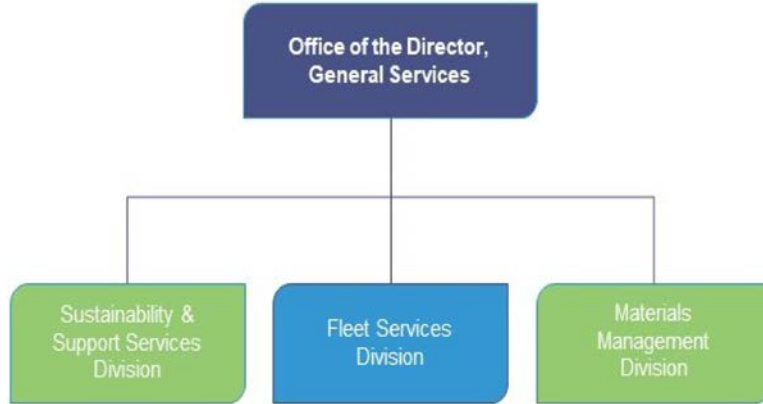 Office of the Director,
General Services
Sustainability &
Support Services
Division
Fleet Services
Division
Materials
Management
Division